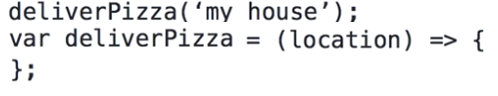 deliverPizza(‘my house’);
var deliverPizza = (location) => {
};